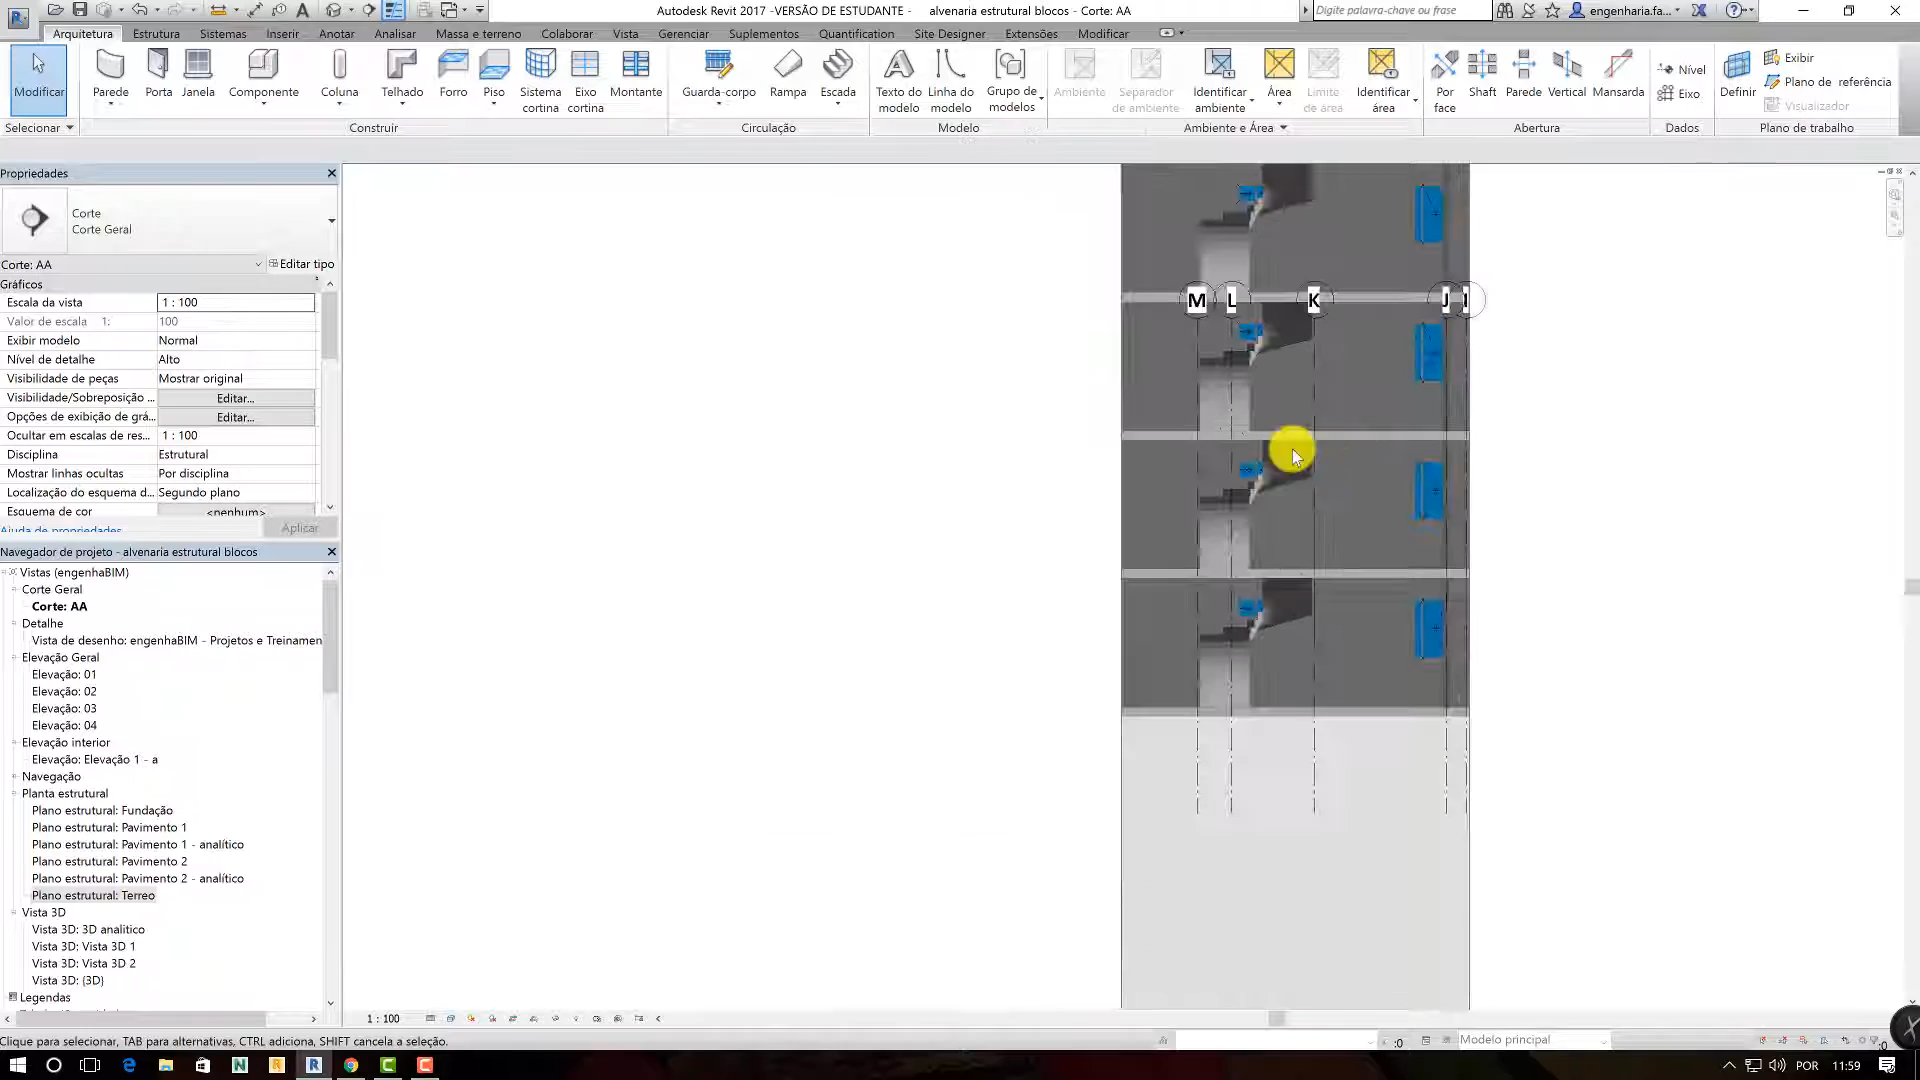 Autodesk Revit 2017 -VERSÃO DE ESTUDANTE - alvenaria estrutural blocos - Corte: AA
Digite palavra-chave ou frase
engenharia.fa...
Arquitetura Estrutura Sistemas Inserir Anotar Analisar Massa e terreno Colaborar Vista Gerenciar Suplementos Quantification Site Designer Extensões Modificar
Modificar
Parede
Porta
Janela
Componente
Coluna
Telhado
Forro
Piso
Sistema cortina
Eixo cortina
Montante
Guarda-corpo
Rampa
Escada
Texto do modelo
Linha do modelo
Grupo de modelos
Ambiente
Separador de ambiente
Identificar ambiente
Área
Limite de área
Identificar área
Por face
Shaft
Parede
Vertical
Mansarda
Nível
Eixo
Definir
Exibir
Plano de referência
Visualizador
Selecionar
Construir
Circulação
Modelo
Ambiente e Área
Abertura
Dados
Plano de trabalho
Propriedades
Corte
Corte Geral
Corte: AA
Editar tipo
Gráficos
Escala da vista 1 : 100
Valor de escala 1: 100
Exibir modelo Normal
Nível de detalhe Alto
Visibilidade de peças Mostrar original
Visibilidade/Sobreposição ... Editar...
Opções de exibição de grá... Editar...
Ocultar em escalas de res... 1 : 100
Disciplina Estrutural
Mostrar linhas ocultas Por disciplina
Localização do esquema d... Segundo plano
Esquema de cor <nenhum>
Ajuda de propriedades
Aplicar
Navegador de projeto - alvenaria estrutural blocos
Vistas (engenhaBIM)
Corte Geral
Corte: AA
Detalhe
Vista de desenho: engenhaBIM - Projetos e Treinamen
Elevação Geral
Elevação: 01
Elevação: 02
Elevação: 03
Elevação: 04
Elevação interior
Elevação: Elevação 1 - a
Navegação
Planta estrutural
Plano estrutural: Fundação
Plano estrutural: Pavimento 1
Plano estrutural: Pavimento 1 - analítico
Plano estrutural: Pavimento 2
Plano estrutural: Pavimento 2 - analítico
Plano estrutural: Terreo
Vista 3D
Vista 3D: 3D analitico
Vista 3D: Vista 3D 1
Vista 3D: Vista 3D 2
Vista 3D: {3D}
Legendas
M L K J I
1 : 100
Clique para selecionar, TAB para alternativas, CTRL adiciona, SHIFT cancela a seleção.
:0
Modelo principal
:0
POR
11:59